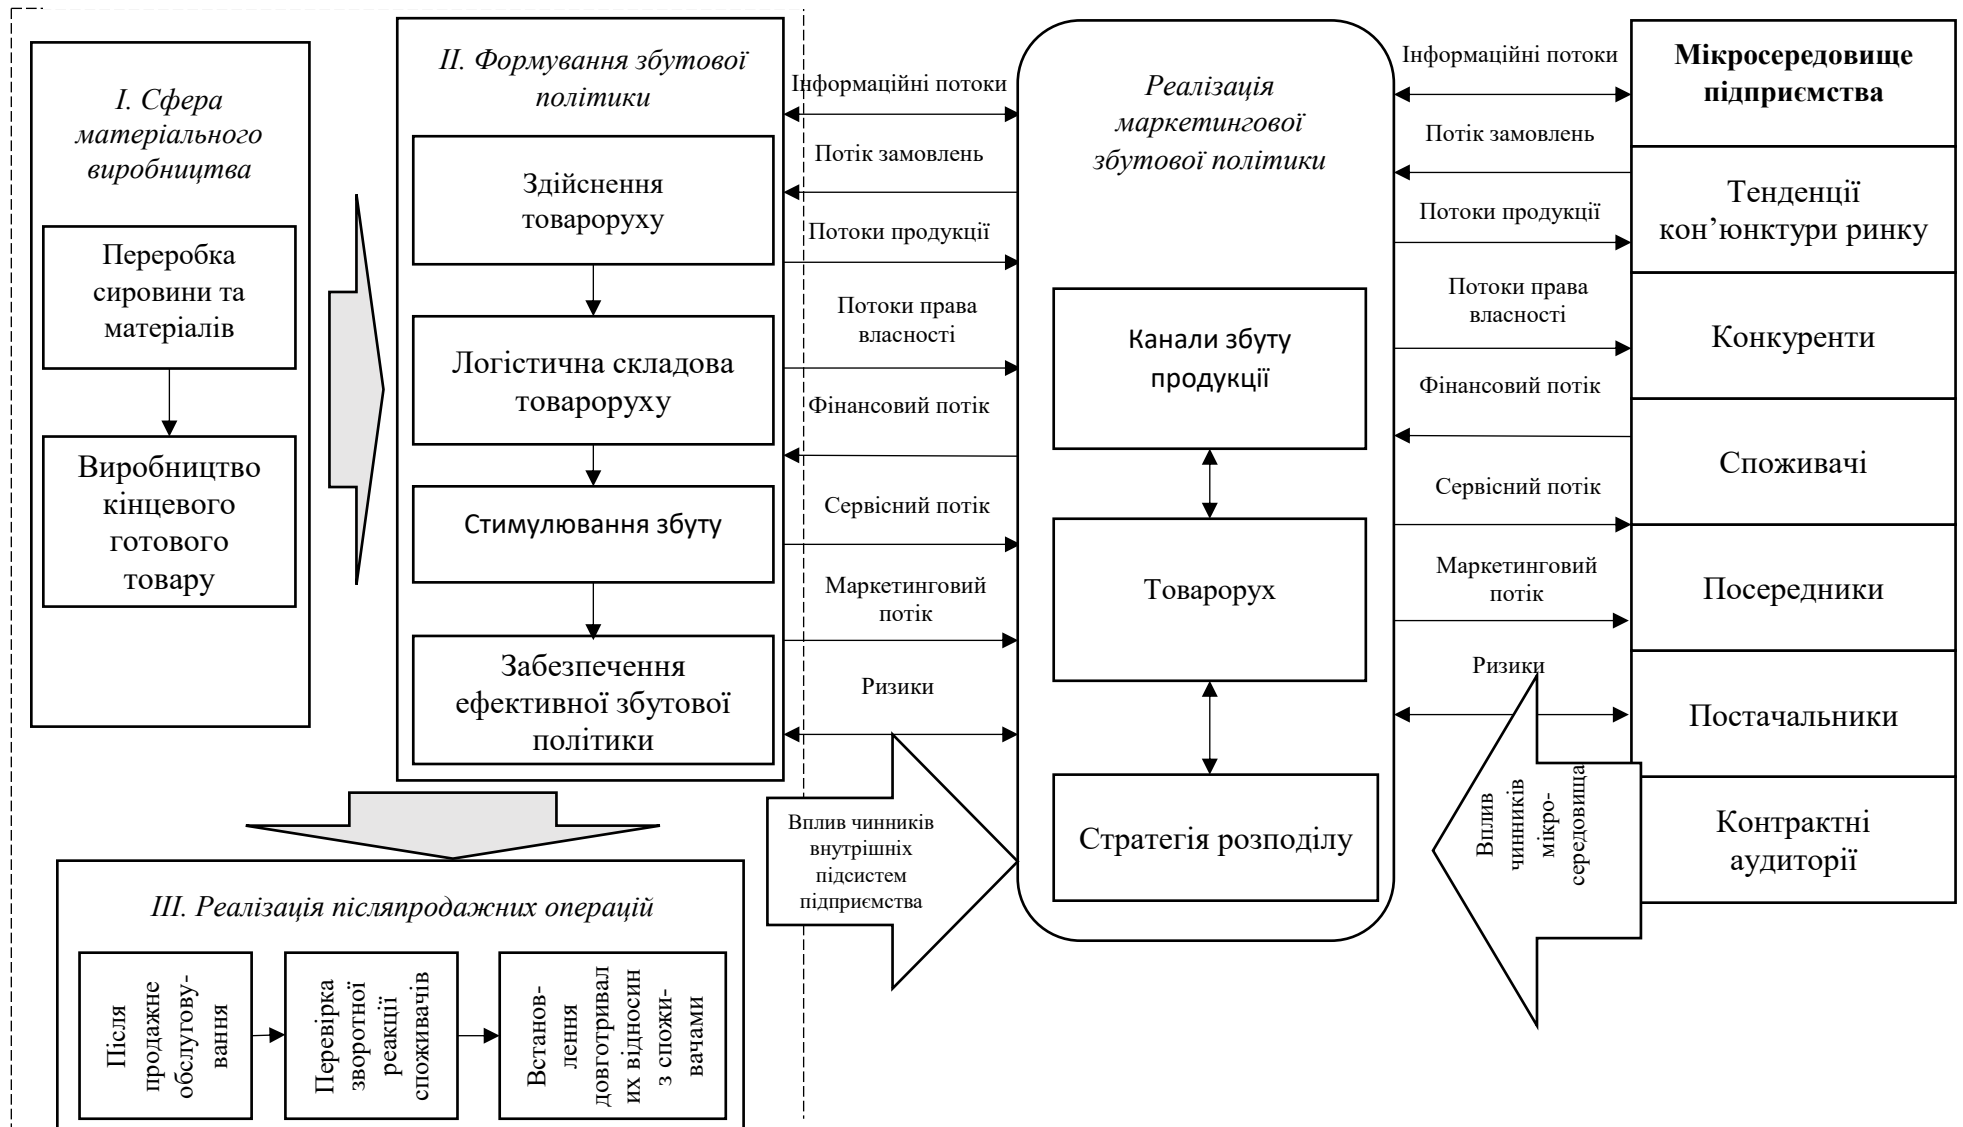 І. Сфера
матеріального
виробництва
Переробка
сировини та
матеріалів
Виробництво
кінцевого
готового
товару
ІІ. Формування збутової
політики
Здійснення
товароруху
Логістична складова
товароруху
Стимулювання збуту
Забезпечення
ефективної збутової
політики
Інформаційні потоки
Потік замовлень
Потоки продукції
Потоки права
власності
Фінансовий потік
Сервісний потік
Маркетинговий
потік
Ризики
Вплив чинників
внутрішніх
підсистем
підприємства
Реалізація
маркетингової
збутової політики
Канали збуту
продукції
Товарорух
Стратегія розподілу
Інформаційні потоки
Потік замовлень
Потоки продукції
Потоки права
власності
Фінансовий потік
Сервісний потік
Маркетинговий
потік
Ризики
Вплив
чинників
мікро-
середовища
Мікросередовище
підприємства
Тенденції
кон’юнктури ринку
Конкуренти
Споживачі
Посередники
Постачальники
Контрактні
аудиторії
ІІІ. Реалізація післяпродажних операцій
Після
продажне
обслугову-
вання
Перевірка
зворотної
реакції
споживачів
Встанов-
лення
довготривал
их відносин
з спожи-
вачами